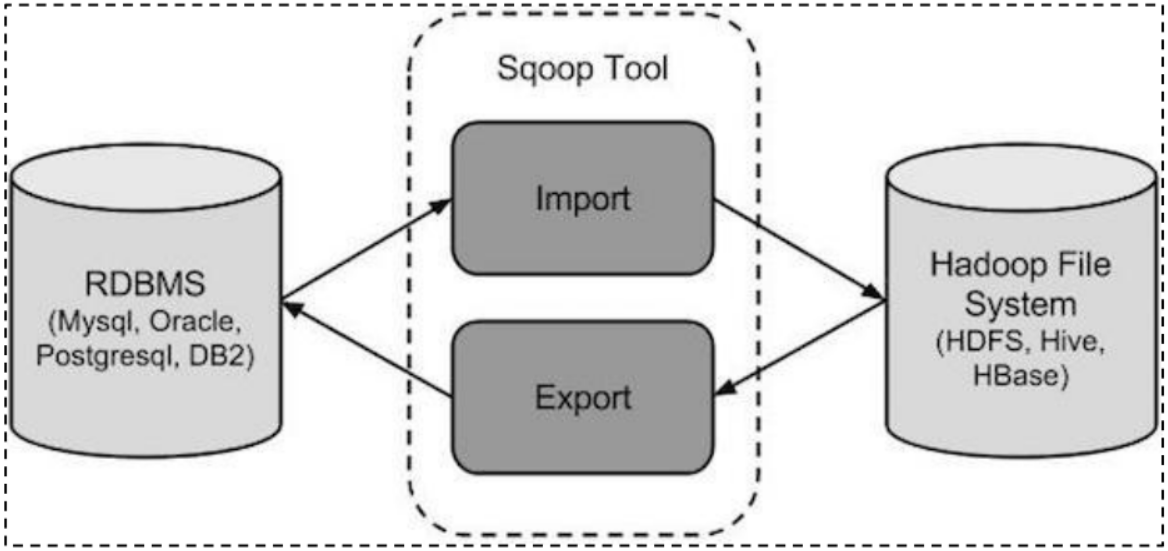 Sqoop Tool
Import
Export
RDBMS
(Mysql, Oracle,
Postgresql, DB2)
Hadoop File
System
(HDFS, Hive,
HBase)